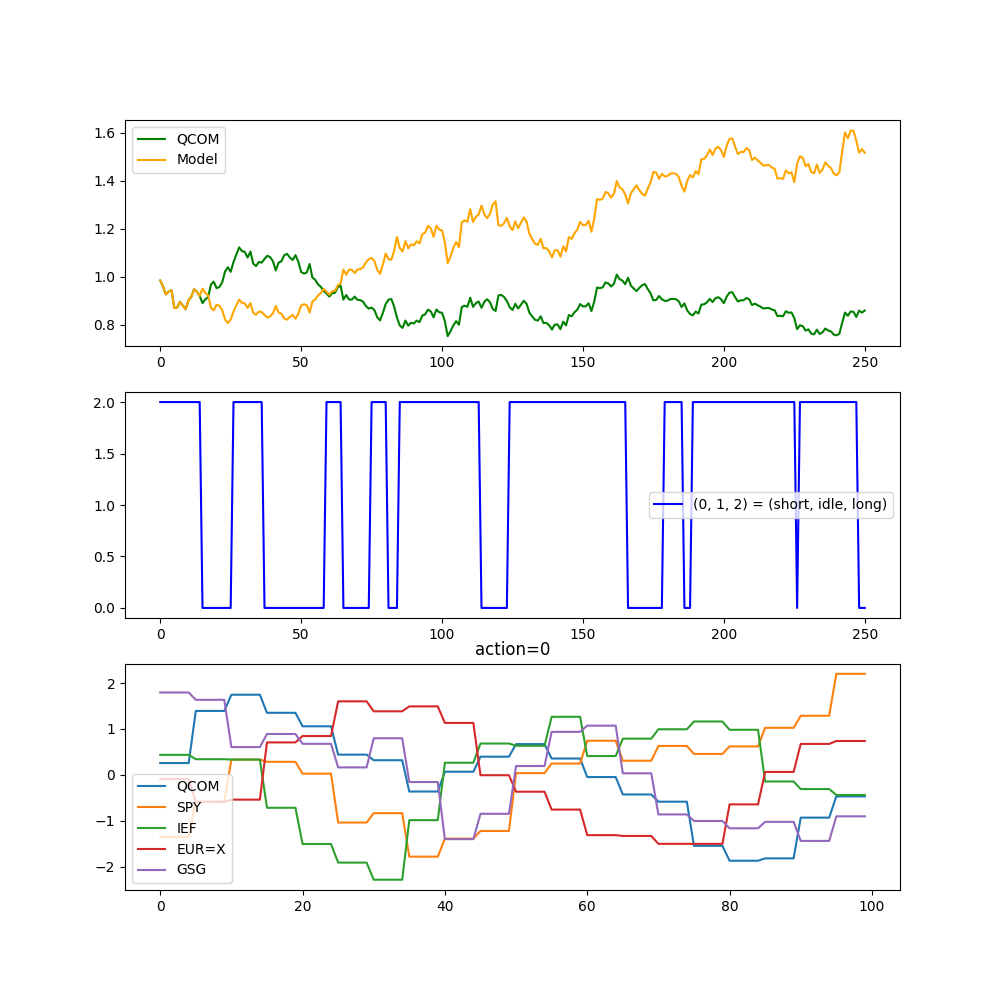 1.6
1.4
1.2
1.0
0.8
QCOM
Model
0 50 100 150 200 250
2.0
1.5
1.0
0.5
0.0
(0, 1, 2) = (short, idle, long)
0 50 100 150 200 250
action=0
2
1
0
−1
−2
QCOM
SPY
IEF
EUR=X
GSG
0 20 40 60 80 100